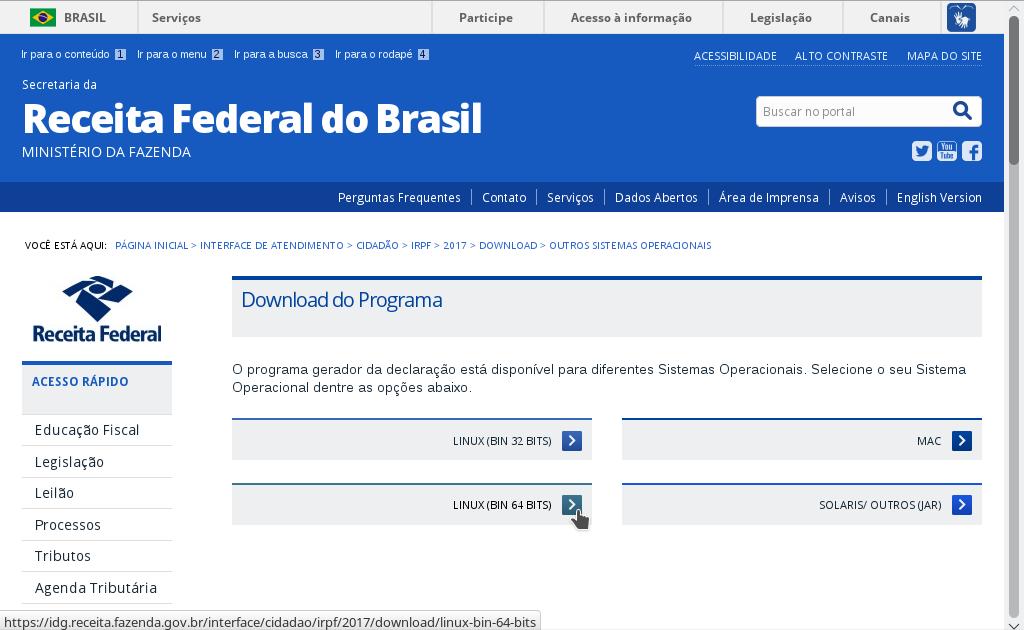 BRASIL Serviços Participe Acesso à informação Legislação Canais
Ir para o conteúdo 1 Ir para o menu 2 Ir para a busca 3 Ir para o rodapé 4
ACESSIBILIDADE ALTO CONTRASTE MAPA DO SITE
Secretaria da
Receita Federal do Brasil
MINISTÉRIO DA FAZENDA
Buscar no portal
You Tube
Perguntas Frequentes Contato Serviços Dados Abertos Área de Imprensa Avisos English Version
VOCÊ ESTÁ AQUI: PÁGINA INICIAL > INTERFACE DE ATENDIMENTO > CIDADÃO > IRPF > 2017 > DOWNLOAD > OUTROS SISTEMAS OPERACIONAIS
Receita Federal
ACESSO RÁPIDO
Educação Fiscal
Legislação
Leilão
Processos
Tributos
Agenda Tributária
Download do Programa
O programa gerador da declaração está disponível para diferentes Sistemas Operacionais. Selecione o seu Sistema
Operacional dentre as opções abaixo.
LINUX (BIN 32 BITS)
MAC
LINUX (BIN 64 BITS)
SOLARIS/ OUTROS (JAR)
https://idg.receita.fazenda.gov.br/interface/cidadao/irpf/2017/download/linux-bin-64-bits